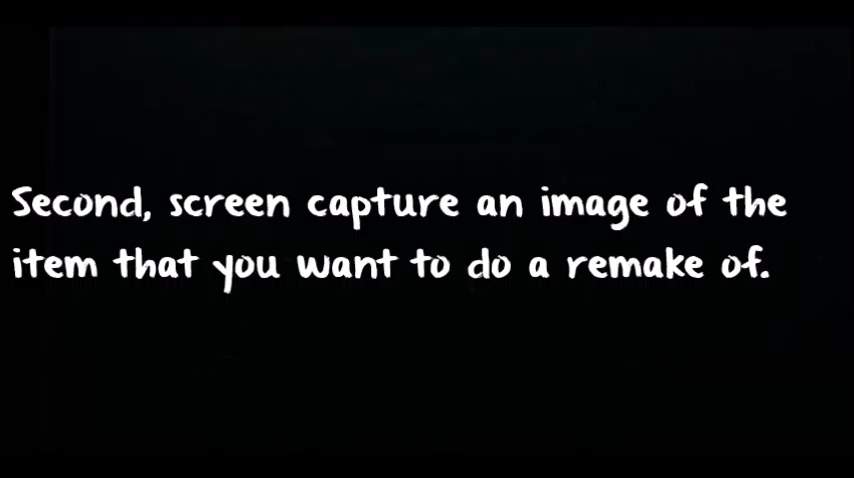 Second, screen capture an image of the
item that you want to do a remake of.